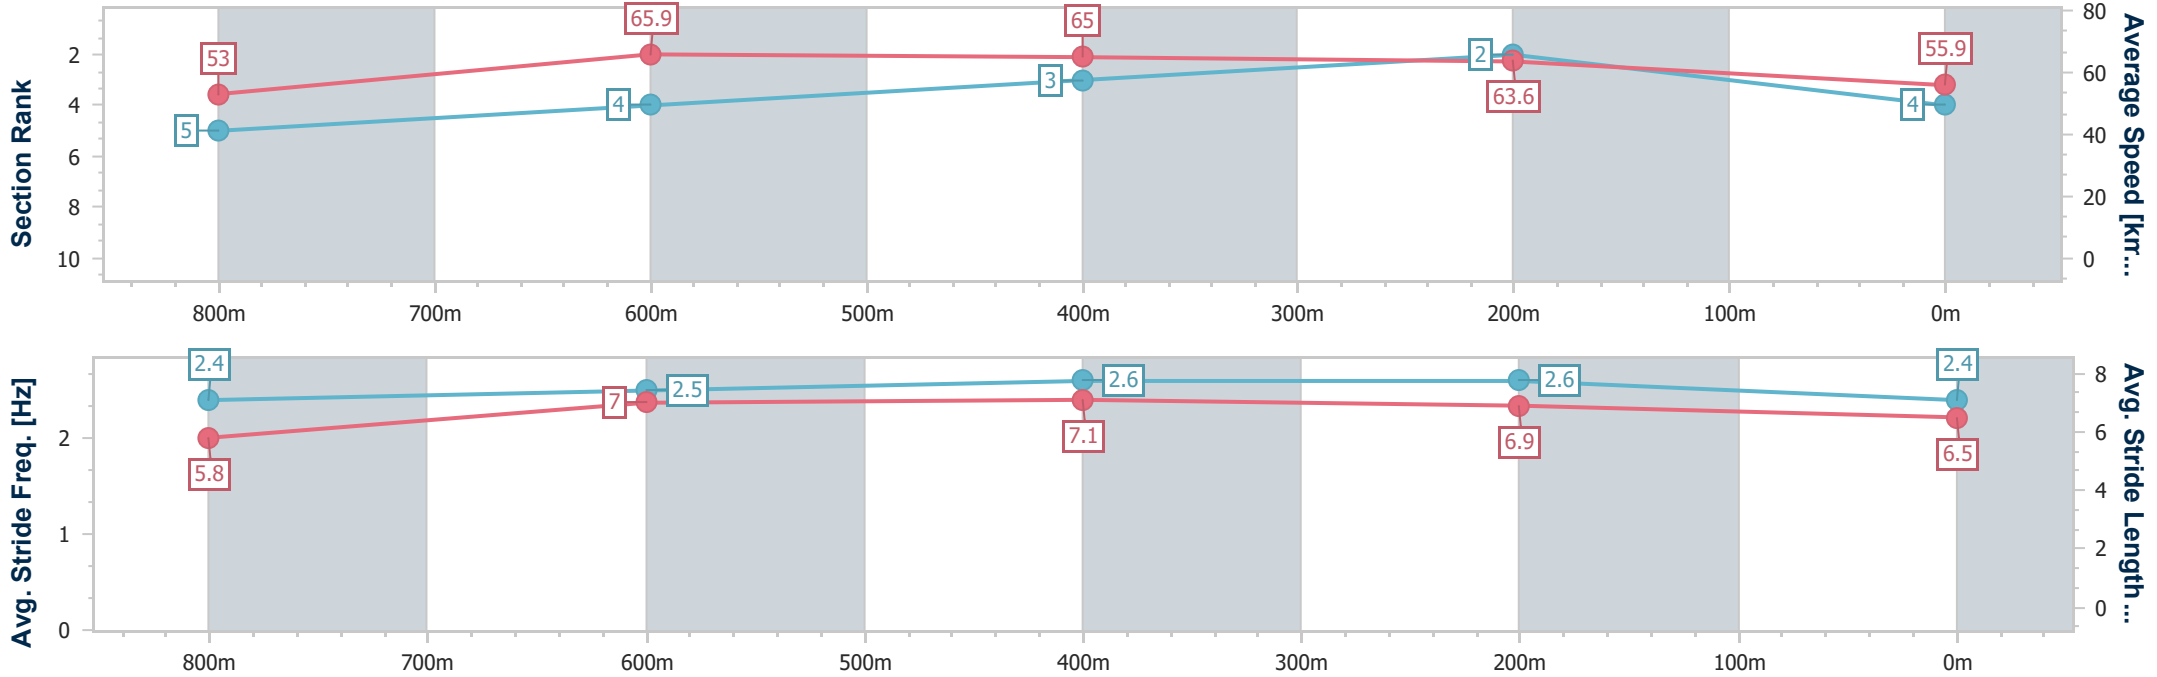 Section Rank
2
4
6
8
10
53
65.9
65
63.6
55.9
5
4
3
2
4
80
60
40
20
0
Average Speed [km...
800m
700m
600m
500m
400m
300m
200m
100m
0m
Avg. Stride Freq. [Hz]
2
1
0
2.4
2.5
2.6
2.6
2.4
5.8
7
7.1
6.9
6.5
8
6
4
2
0
Avg. Stride Length ...
800m
700m
600m
500m
400m
300m
200m
100m
0m